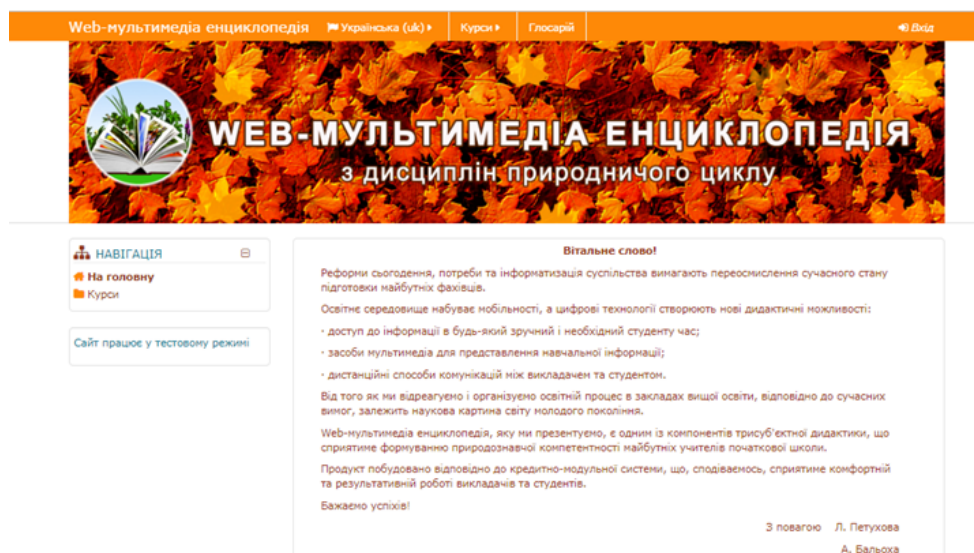 Web-мультимедіа енциклопедія Українська (uk) Курси Глосарій Вхід
WEB-МУЛЬТИМЕДІА ЕНЦИКЛОПЕДІЯ
з дисциплін природничого циклу
НАВІГАЦІЯ
На головну
Курси
Сайт працює у тестовому режимі
Вітальне слово!
Реформи сьогодення, потреби та інформатизація суспільства вимагають переосмислення сучасного стану
підготовки майбутніх фахівців.
Освітнє середовище набуває мобільності, а цифрові технології створюють нові дидактичні можливості:
- доступ до інформації в будь-який зручний і необхідний студенту час;
- засоби мультимедіа для представлення навчальної інформації;
- дистанційні способи комунікацій між викладачем та студентом.
Від того як ми відреагуємо і організуємо освітній процес в закладах вищої освіти, відповідно до сучасних
вимог, залежить наукова картина світу молодого покоління.
Web-мультимедіа енциклопедія, яку ми презентуємо, є одним із компонентів трисуб'єктної дидактики, що
сприятиме формуванню природознавчої компетентності майбутніх учителів початкової школи.
Продукт побудовано відповідно до кредитно-модульної системи, що, сподіваємось, сприятиме комфортній
та результативній роботі викладачів та студентів.
Бажаємо успіхів!
З повагою Л. Петухова
А. Бальоха